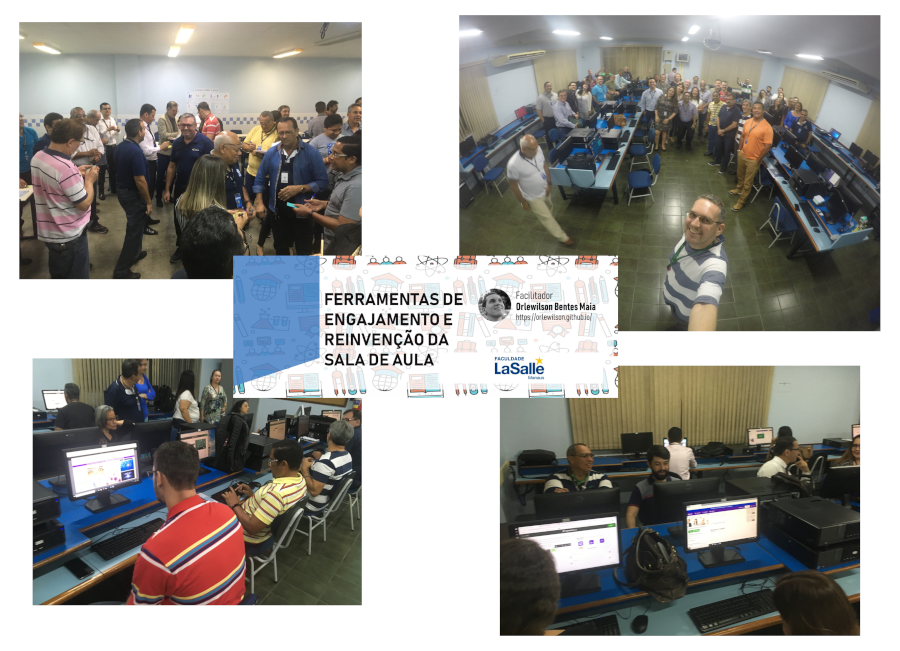 FERRAMENTAS DE
ENGAJAMENTO E
REINVENÇÃO DA
SALA DE AULA
Facilitador
Orlewilson Bentes Maia
https://orlewilson.github.io/
FACULDADE
LaSalle
Manaus